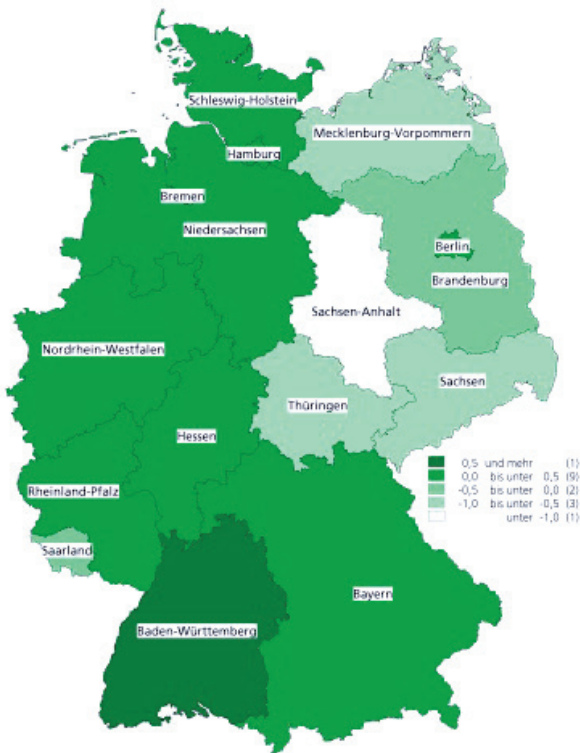 Schleswig-Holstein
Mecklenburg-Vorpommern
Hamburg
Bremen
Niedersachsen
Berlin
Brandenburg
Sachsen-Anhalt
Nordrhein-Westfalen
Sachsen
Thüringen
Hessen
0,5 und mehr (1)
0,0 bis unter 0,5 (9)
-0,5 bis unter 0,0 (2)
-1,0 bis unter -0,5 (3)
unter -1,0 (1)
Rheinland-Pfalz
Saarland
Bayern
Baden-Württemberg